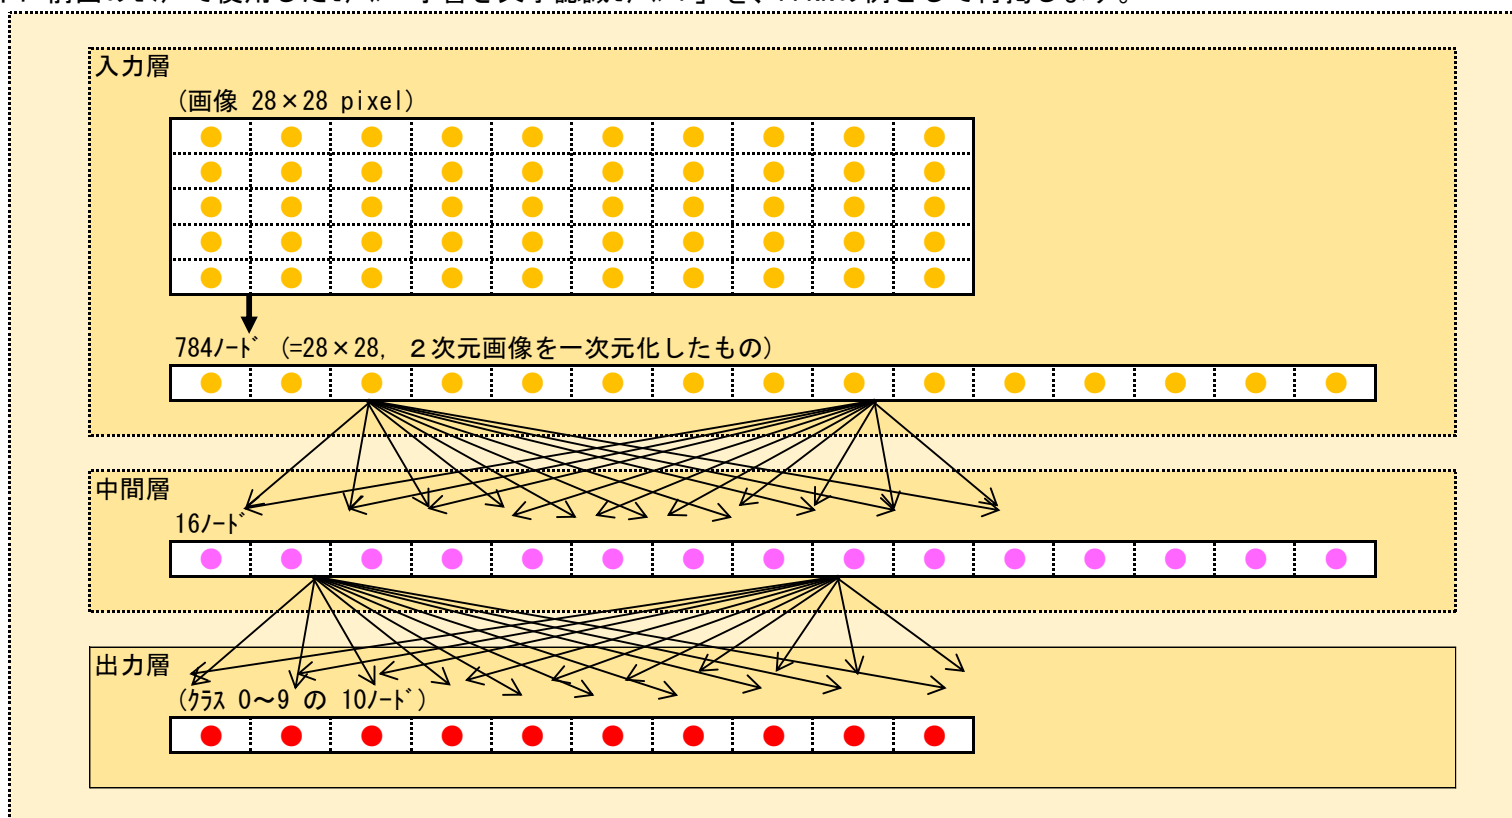 入力層
(画像 28×28 pixel)
784ﾉｰﾄﾞ (=28×28, ２次元画像を一次元化したもの)
中間層
16ﾉｰﾄﾞ
出力層
(ｸﾗｽ 0～9 の 10ﾉｰﾄﾞ)